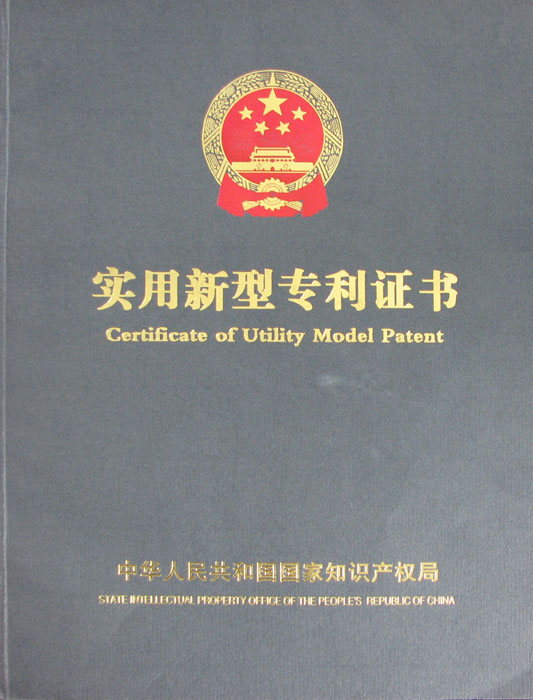 实用新型专利证书
Certificate of Utility Model Patent
中华人民共和国国家知识产权局
STATE INTELLECTUAL PROPERTY OFFICE OF THE PEOPLE'S REPUBLIC OF CHINA